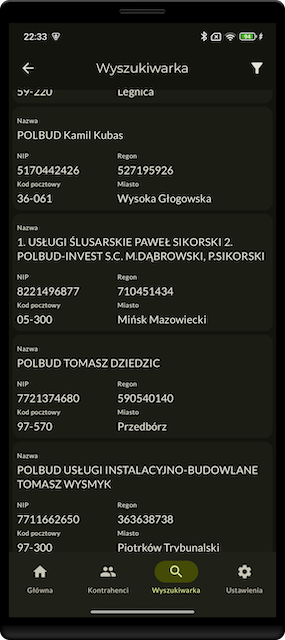 22:33
94
Wyszukiwarka
59-220 Legnica
Nazwa
POLBUD Kamil Kubas
NIP Regon
5170442426 527195926
Kod pocztowy Miasto
36-061 Wysoka Głogowska
Nazwa
1. USŁUGI ŚLUSARSKIE PAWEŁ SIKORSKI 2.
POLBUD-INVEST S.C. M.DĄBROWSKI, P.SIKORSKI
NIP Regon
8221496877 710451434
Kod pocztowy Miasto
05-300 Mińsk Mazowiecki
Nazwa
POLBUD TOMASZ DZIEDZIC
NIP Regon
7721374680 590540140
Kod pocztowy Miasto
97-570 Przedbórz
Nazwa
POLBUD USŁUGI INSTALACYJNO-BUDOWLANE
TOMASZ WYSMYK
NIP Regon
7711662650 363638738
Kod pocztowy Miasto
97-300 Piotrków Trybunalski
Główna Kontrahenci Wyszukiwarka Ustawienia